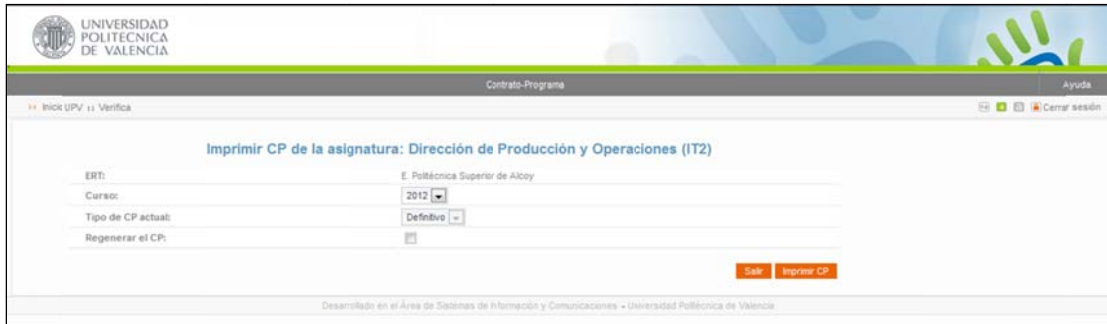 UNIVERSIDAD
POLITECNICA
DE VALENCIA
Contrato-Programa Ayuda
Inicio UPV :: Verifica Cerrar sesión
Imprimir CP de la asignatura: Dirección de Producción y Operaciones (IT2)
ERT: E. Politécnica Superior de Alcoy
Curso: 2012
Tipo de CP actual: Definitivo
Regenerar el CP:
Salir Imprimir CP
Desarrollado en el Área de Sistemas de Información y Comunicaciones - Universidad Politécnica de Valencia